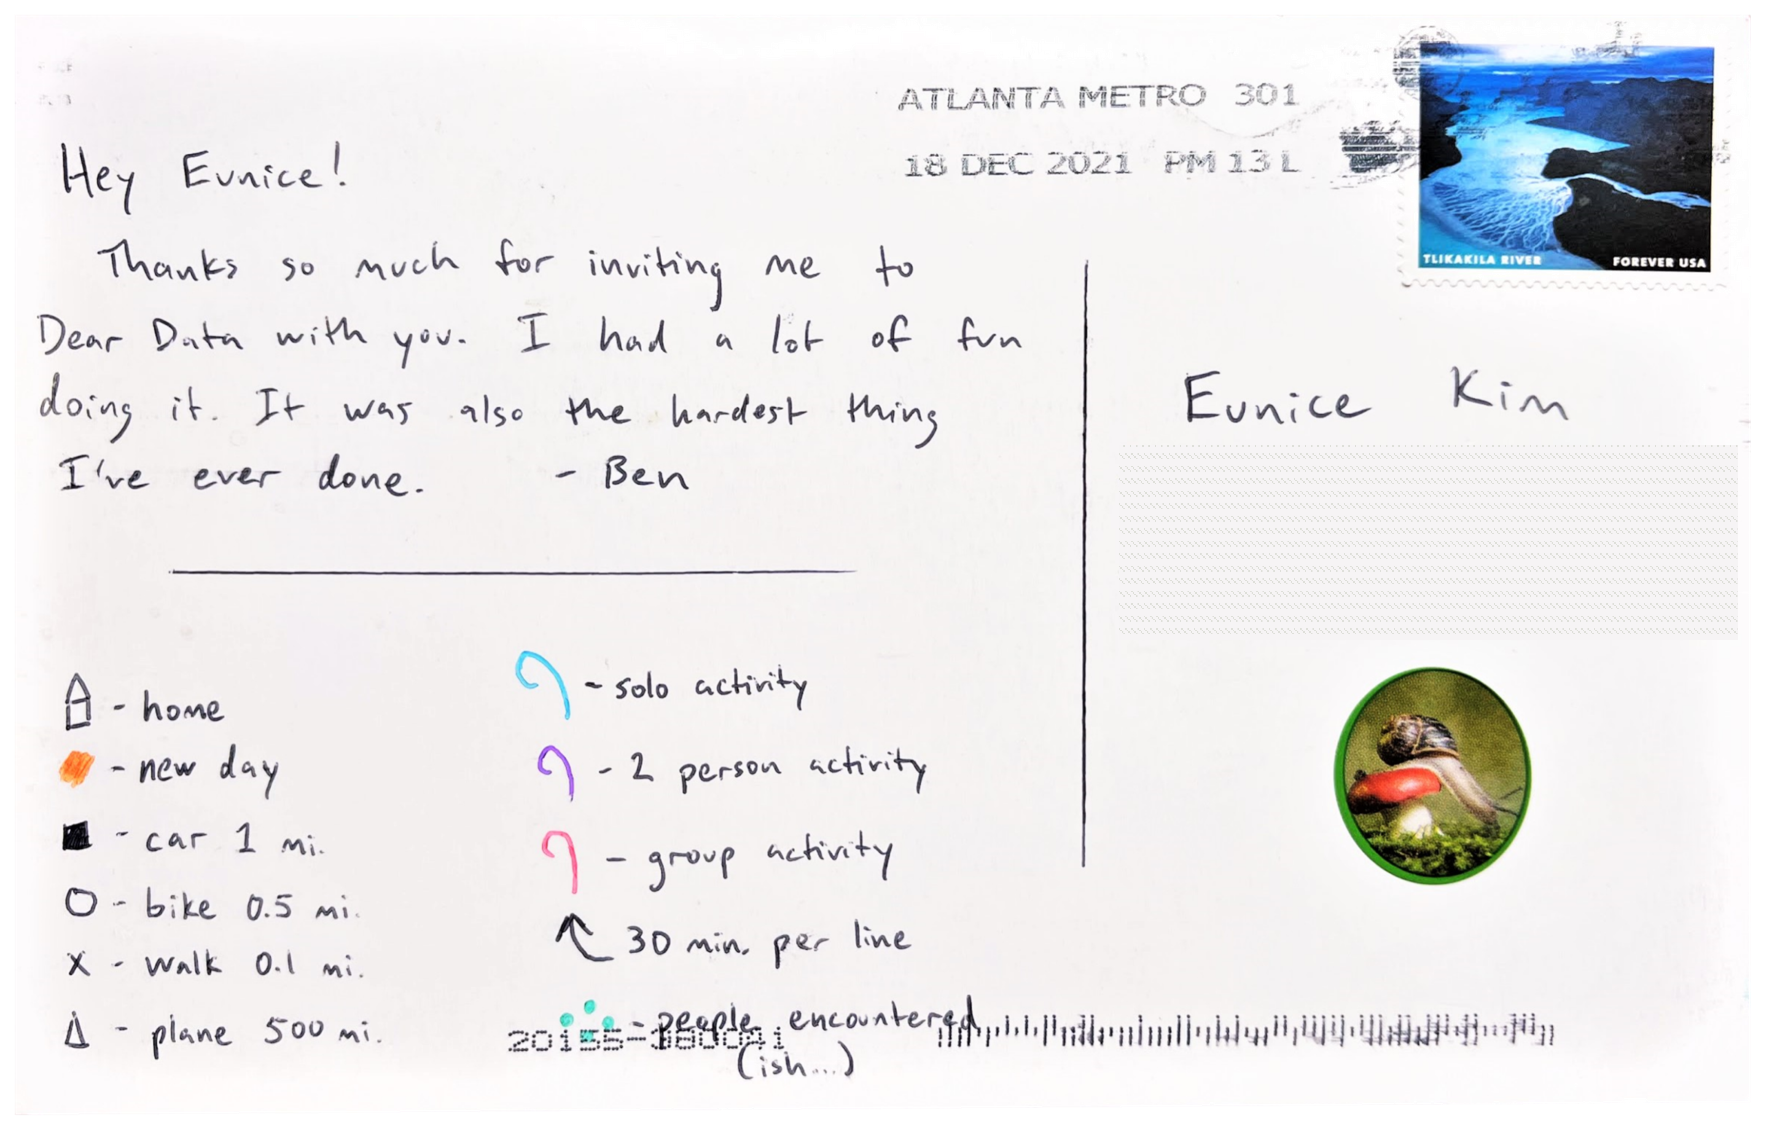 ATLANTA METRO 301
18 DEC 2021 PM 13 L
TLIKAKILA RIVER FOREVER USA
Hey Eunice!
Thanks so much for inviting me to
Dear Data with you. I had a lot of fun
doing it. It was also the hardest thing
I've ever done. - Ben
Eunice Kim
- home
- new day
- car 1 mi.
- bike 0.5 mi.
x - walk 0.1 mi.
- plane 500 mi.
- solo activity
- 2 person activity
- group activity
30 min. per line
- people encountered
(ish...)